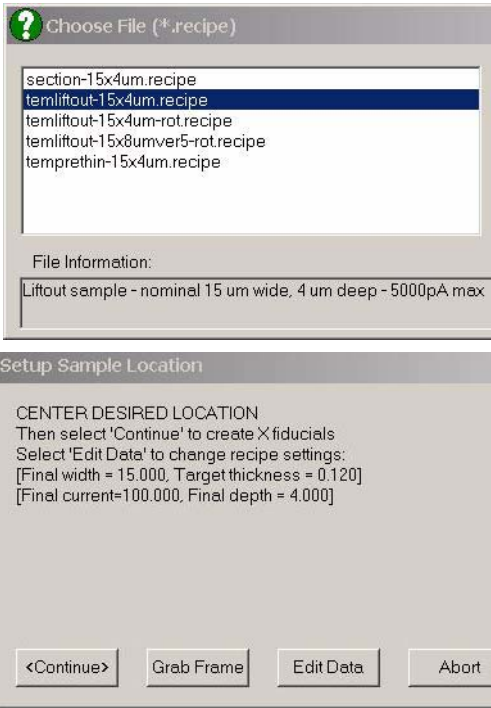 Choose File (*.recipe)
section-15x4um.recipe
temliftout-15x4um.recipe
temliftout-15x4um-rot.recipe
temliftout-15x8umver5-rot.recipe
temprethin-15x4um.recipe
File Information:
Liftout sample - nominal 15 um wide, 4 um deep - 5000pA max
Setup Sample Location
CENTER DESIRED LOCATION
Then select 'Continue' to create X fiducials
Select 'Edit Data' to change recipe settings:
[Final width = 15.000, Target thickness = 0.120]
[Final current=100.000, Final depth = 4.000]
<Continue> Grab Frame Edit Data Abort